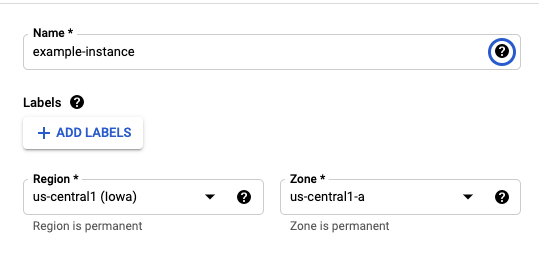 Name *
example-instance
Labels
+ ADD LABELS
Region *
us-central1 (Iowa)
Region is permanent
Zone *
us-central1-a
Zone is permanent